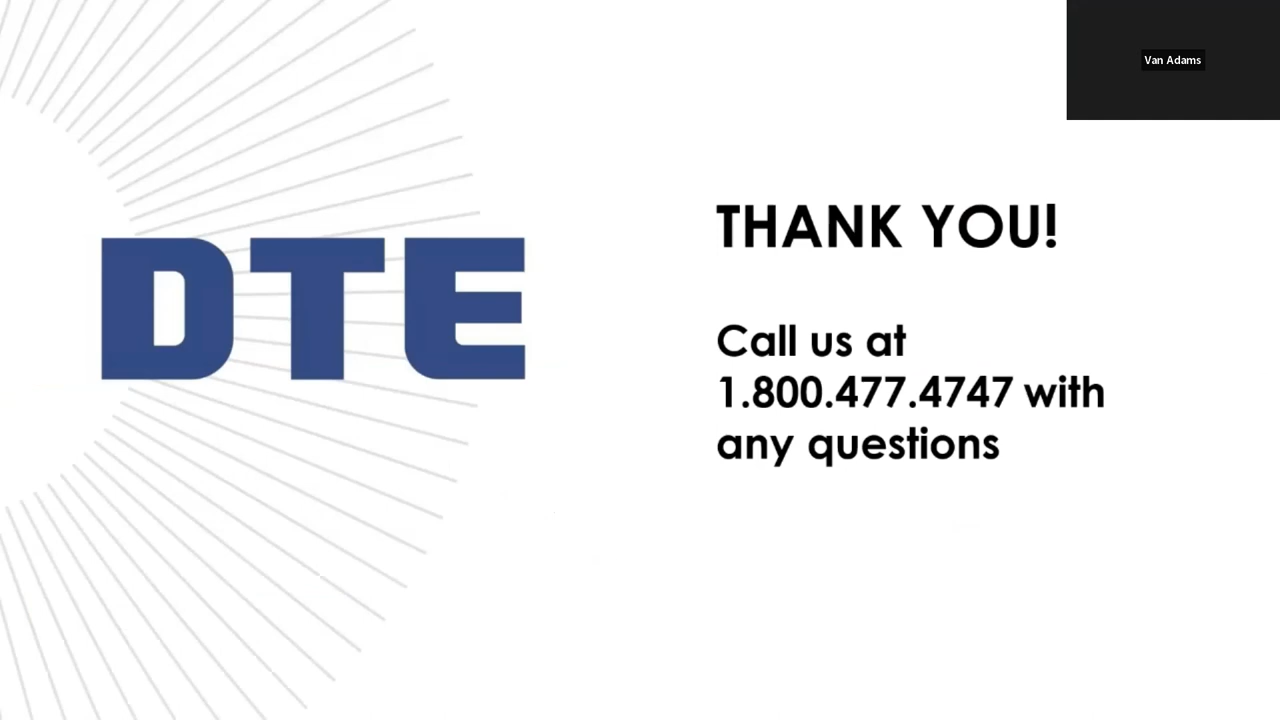 Van Adams
DTE
THANK YOU!
Call us at
1.800.477.4747 with
any questions